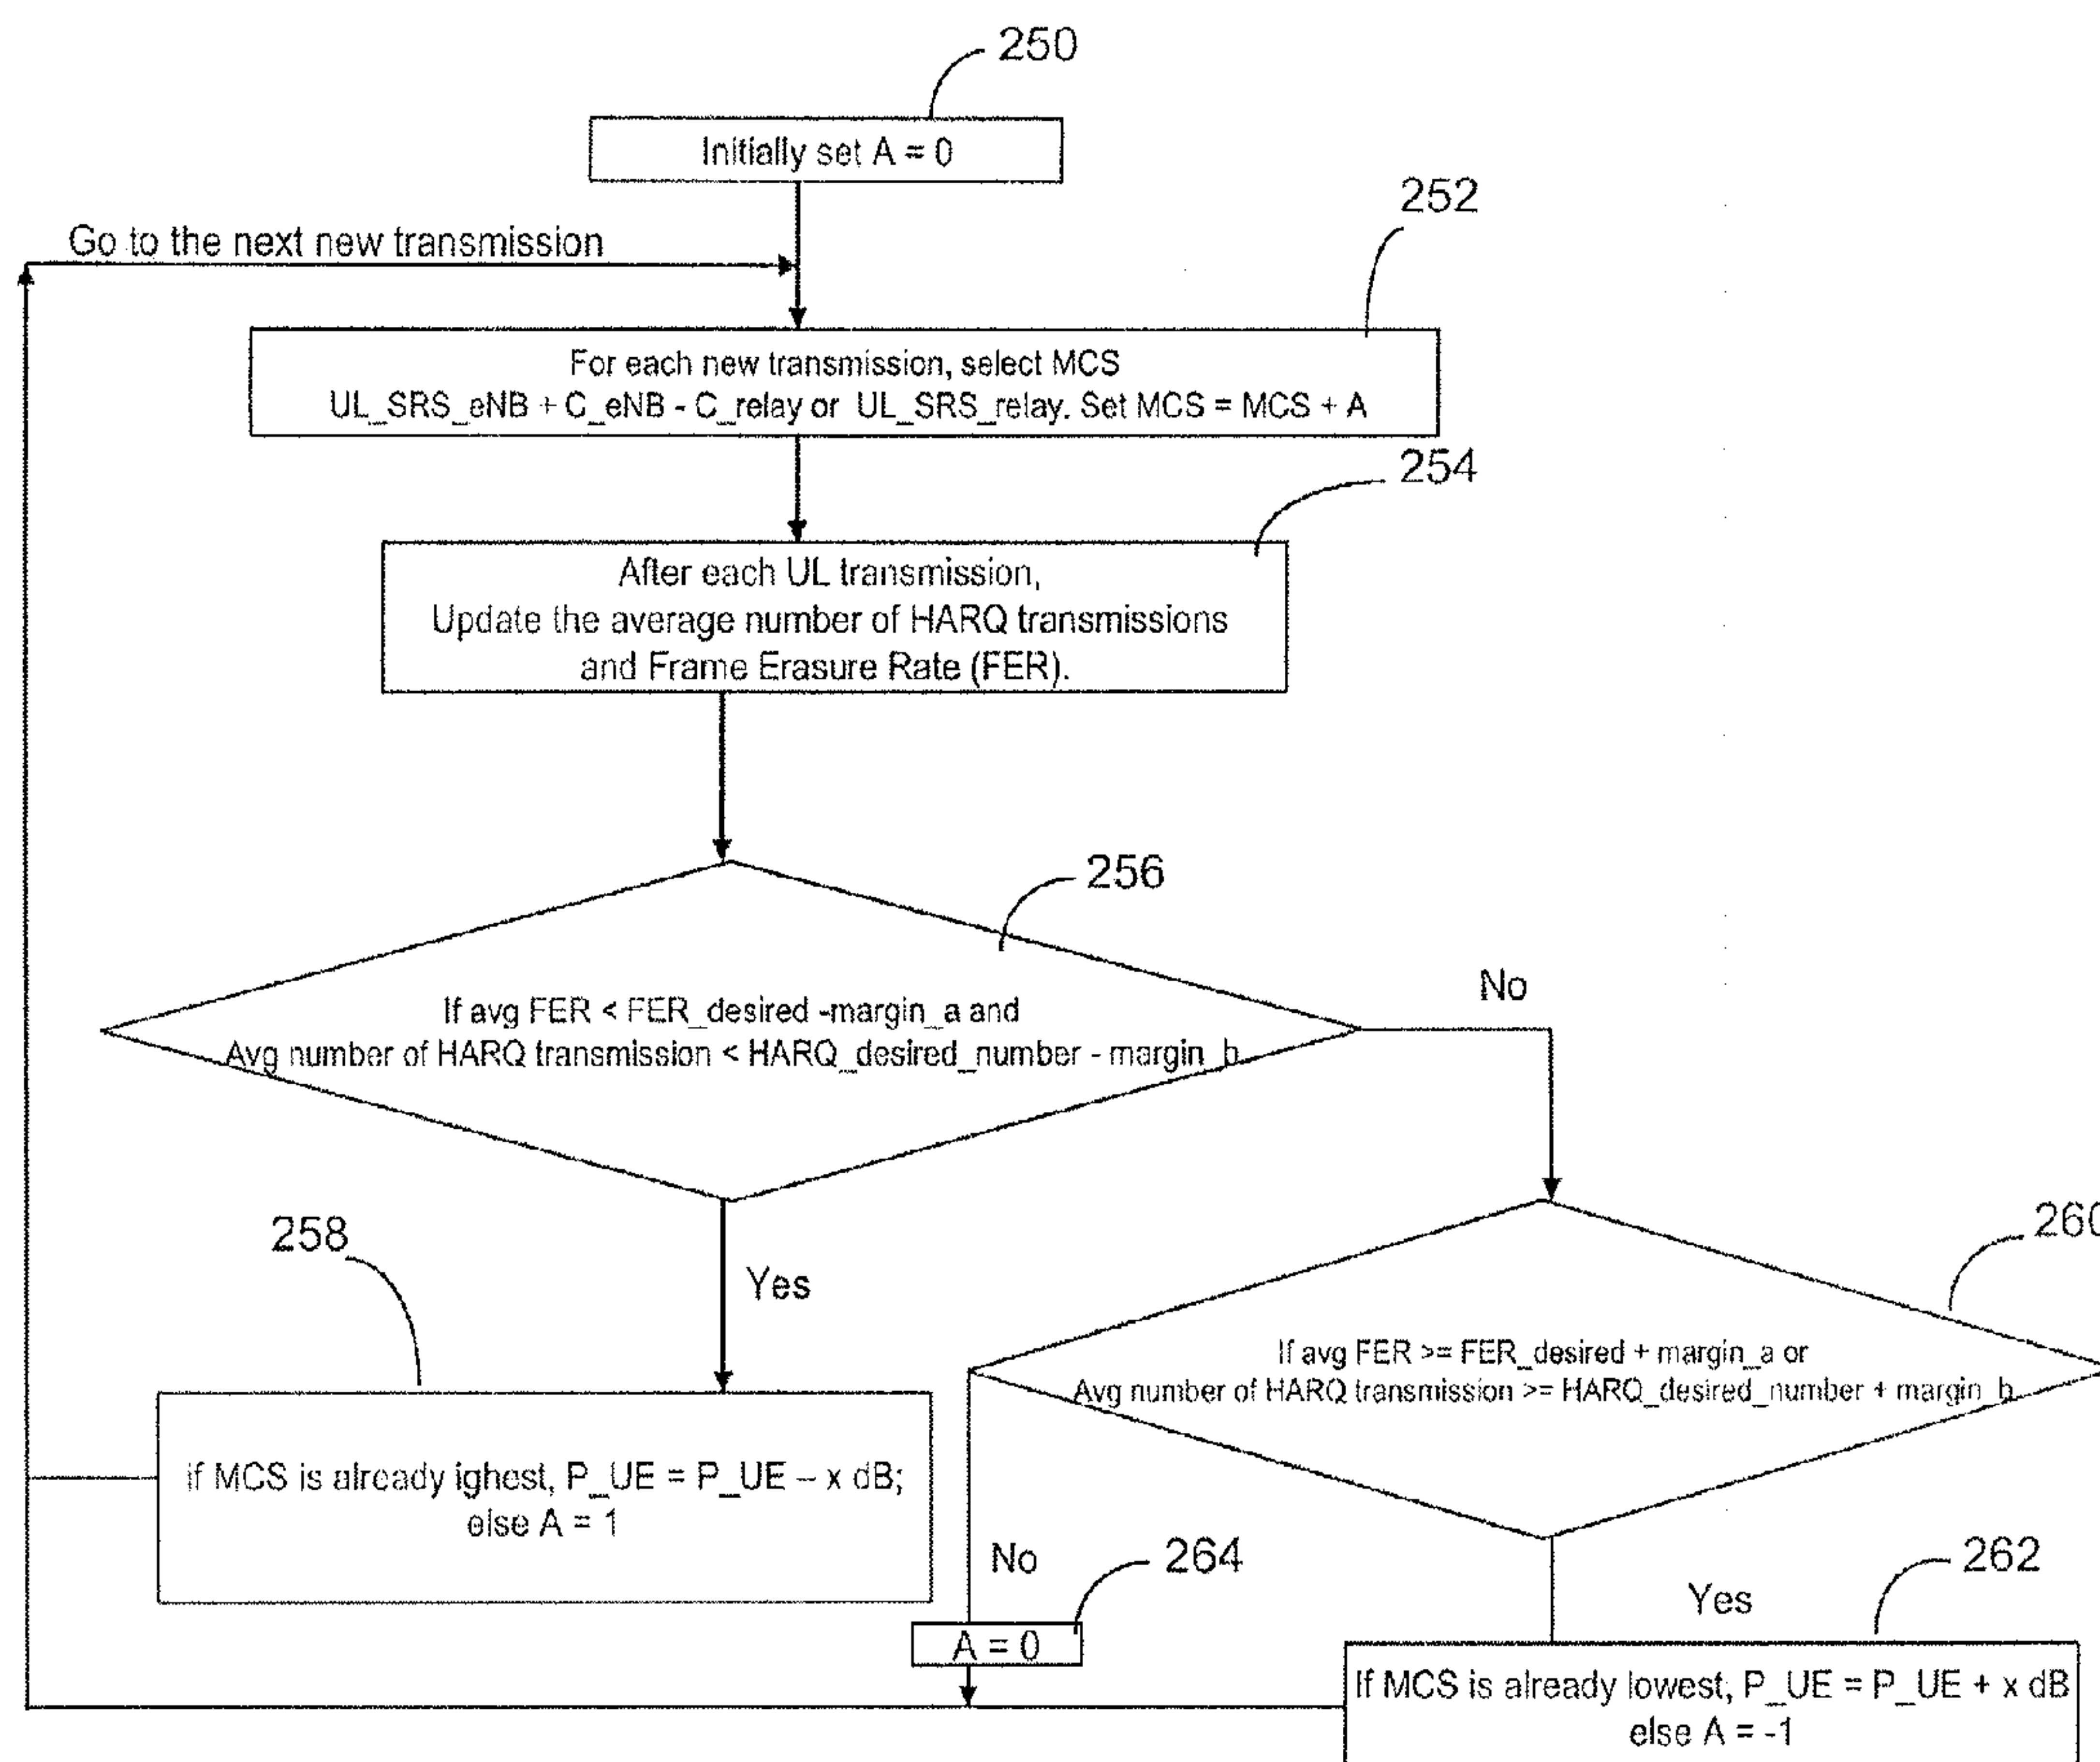 250
Initially set A = 0
252
Go to the next new transmission
For each new transmission, select MCS
UL_SRS_eNB + C_eNB - C_relay or UL_SRS_relay. Set MCS = MCS + A
254
After each UL transmission,
Update the average number of HARQ transmissions
and Frame Erasure Rate (FER).
256
No
If avg FER < FER_desired -margin_a and
Avg number of HARQ transmission < HARQ_desired_number - margin_b
258
Yes
260
If avg FER >= FER_desired + margin_a or
Avg number of HARQ transmission >= HARQ_desired_number + margin_b
if MCS is already ighest, P_UE = P_UE – x dB;
else A = 1
No
264
262
Yes
A = 0
If MCS is already lowest, P_UE = P_UE + x dB
else A = -1